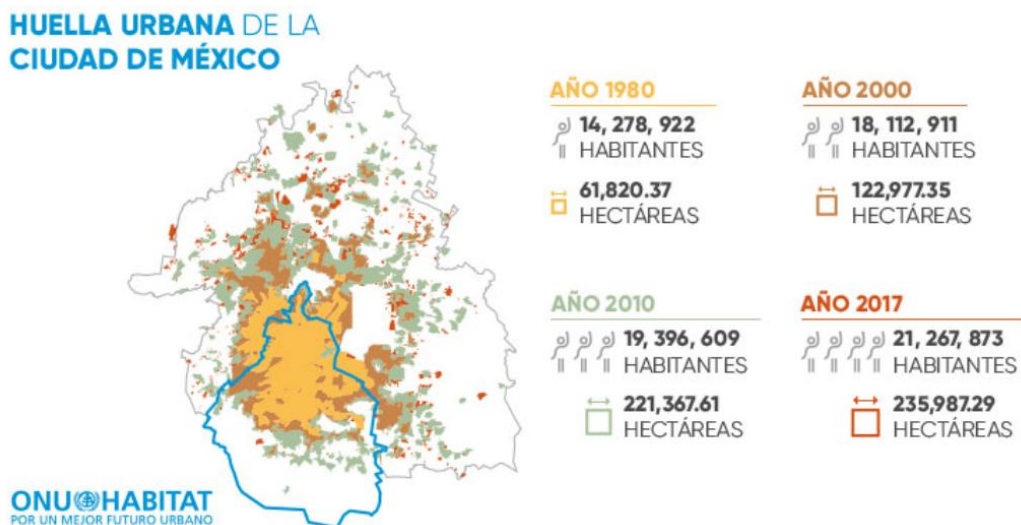 HUELLA URBANA DE LA
CIUDAD DE MÉXICO
AÑO 1980
14, 278, 922
HABITANTES
61,820.37
HECTÁREAS
AÑO 2000
18, 112, 911
HABITANTES
122,977.35
HECTÁREAS
AÑO 2010
19, 396, 609
HABITANTES
221,367.61
HECTÁREAS
AÑO 2017
21, 267, 873
HABITANTES
235,987.29
HECTÁREAS
ONU HABITAT
POR UN MEJOR FUTURO URBANO